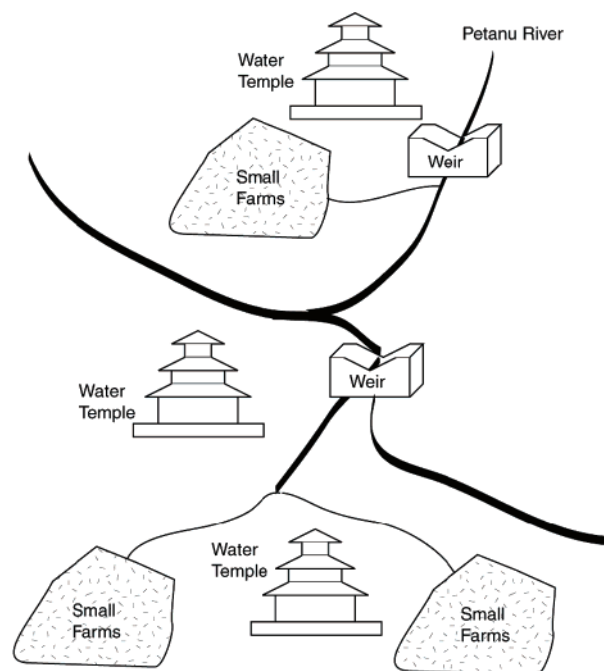 Petanu River
Water
Temple
Weir
Small
Farms
Water
Temple
Weir
Water
Temple
Small
Farms
Small
Farms